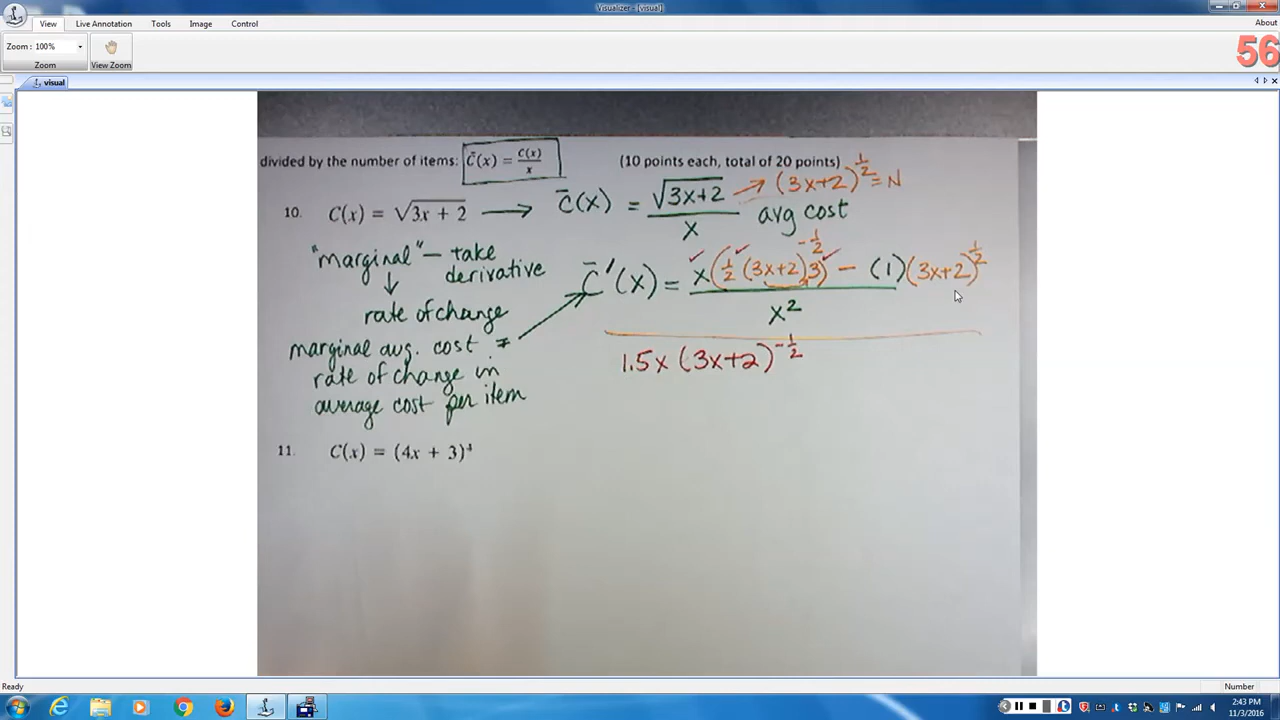 Visualizer - [visual]
View Live Annotation Tools Image Control
About
Zoom : 100%
Zoom
View Zoom
56
visual
divided by the number of items: C̄(x) = C(x)/x (10 points each, total of 20 points)
→ (3x+2)^½ = N
10. C(x) = √(3x + 2) → C̄(x) = √(3x+2)/x avg cost
"marginal" – take derivative
↓
rate of change
C̄'(x) = x(½(3x+2)^-½ 3) – (1)(3x+2)^½ / x²
marginal avg. cost =
rate of change in
average cost per item
1.5x (3x+2)^-½
11. C(x) = (4x + 3)⁴
Ready
Number
2:43 PM
11/3/2016